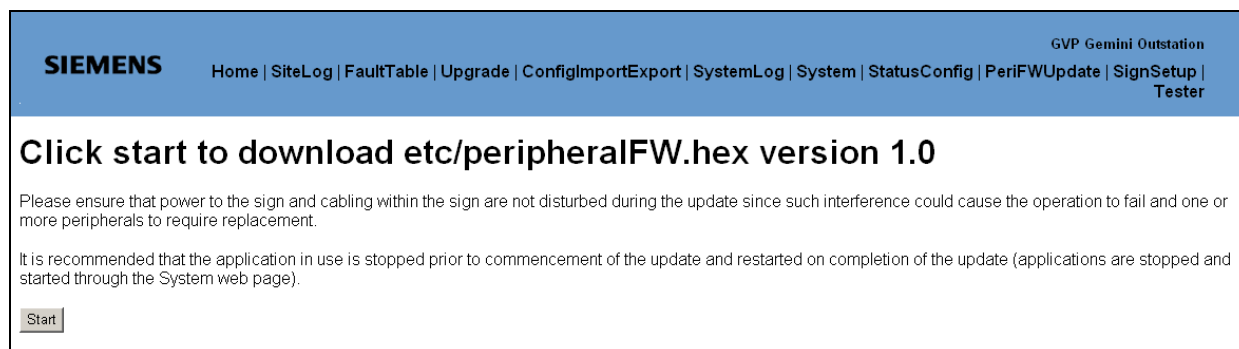 GVP Gemini Outstation
SIEMENS
Home | SiteLog | FaultTable | Upgrade | ConfigImportExport | SystemLog | System | StatusConfig | PeriFWUpdate | SignSetup |
Tester
Click start to download etc/peripheralFW.hex version 1.0
Please ensure that power to the sign and cabling within the sign are not disturbed during the update since such interference could cause the operation to fail and one or
more peripherals to require replacement.
It is recommended that the application in use is stopped prior to commencement of the update and restarted on completion of the update (applications are stopped and
started through the System web page).
Start